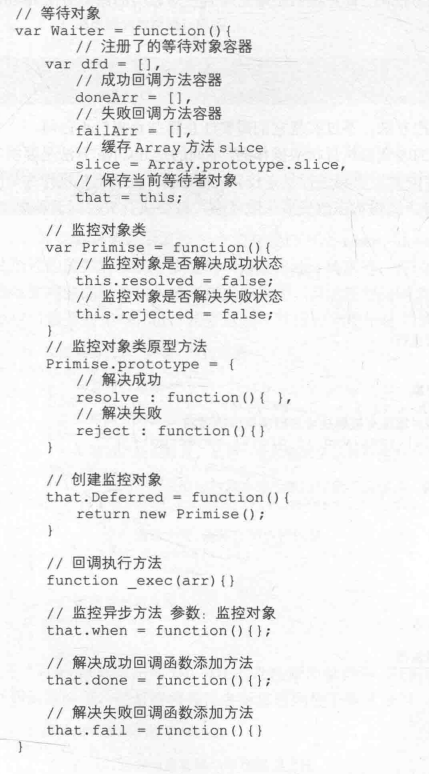 // 等待对象
var Waiter = function(){
// 注册了的等待对象容器
var dfd = [],
// 成功回调方法容器
doneArr = [],
// 失败回调方法容器
failArr = [],
// 缓存 Array 方法 slice
slice = Array.prototype.slice,
// 保存当前等待者对象
that = this;
// 监控对象类
var Primise = function(){
// 监控对象是否解决成功状态
this.resolved = false;
// 监控对象是否解决失败状态
this.rejected = false;
}
// 监控对象类原型方法
Primise.prototype = {
// 解决成功
resolve : function(){ },
// 解决失败
reject : function(){}
}
// 创建监控对象
that.Deferred = function(){
return new Primise();
}
// 回调执行方法
function _exec(arr){}
// 监控异步方法 参数: 监控对象
that.when = function(){};
// 解决成功回调函数添加方法
that.done = function(){};
// 解决失败回调函数添加方法
that.fail = function(){}
}